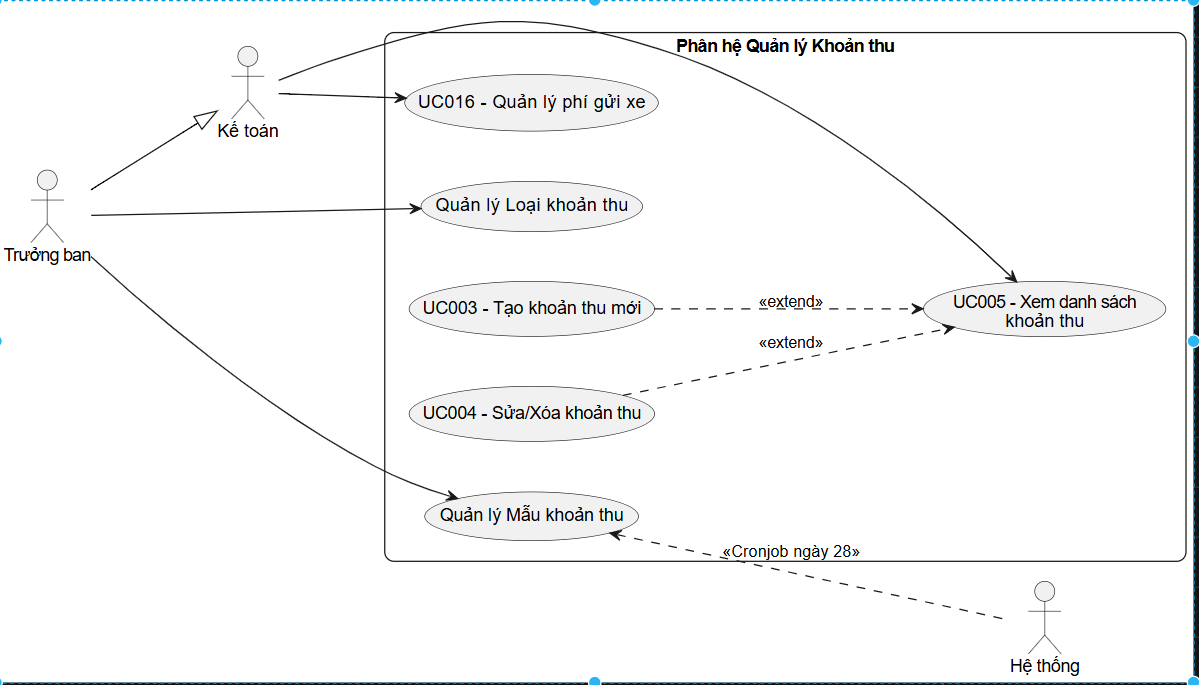 Phân hệ Quản lý Khoản thu
Kế toán
UC016 - Quản lý phí gửi xe
Trưởng ban
Quản lý Loại khoản thu
UC003 - Tạo khoản thu mới
«extend»
UC005 - Xem danh sách
khoản thu
«extend»
UC004 - Sửa/Xóa khoản thu
Quản lý Mẫu khoản thu
«Cronjob ngày 28»
Hệ thống